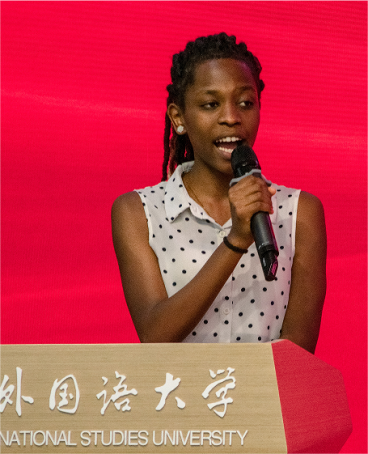 外国语大学
NATIONAL STUDIES UNIVERSITY